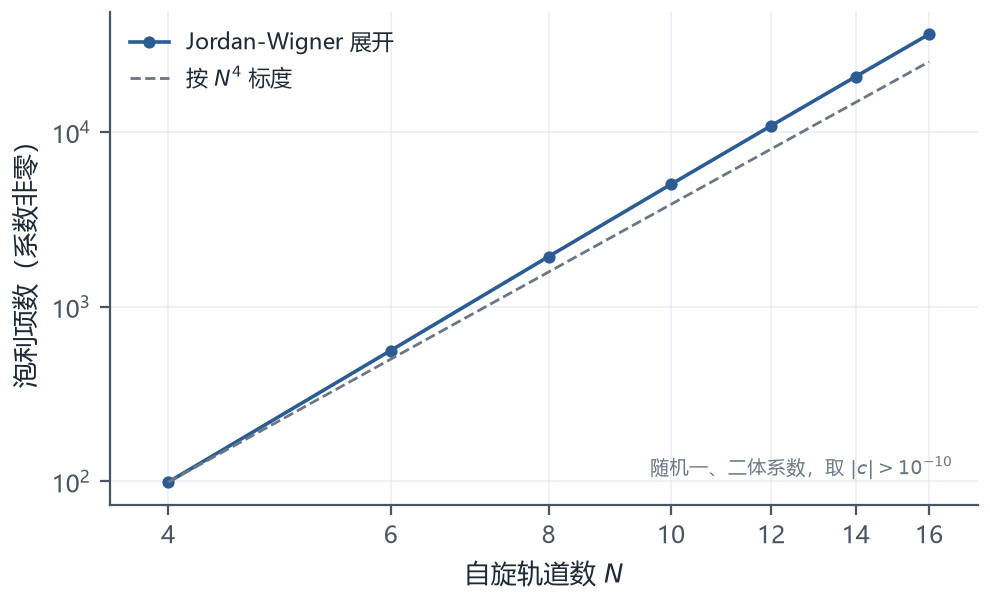 Jordan-Wigner 展开
按 N⁴ 标度
10⁴
10³
10²
泡利项数（系数非零）
随机一、二体系数，取 |c| > 10⁻¹⁰
4 6 8 10 12 14 16
自旋轨道数 N